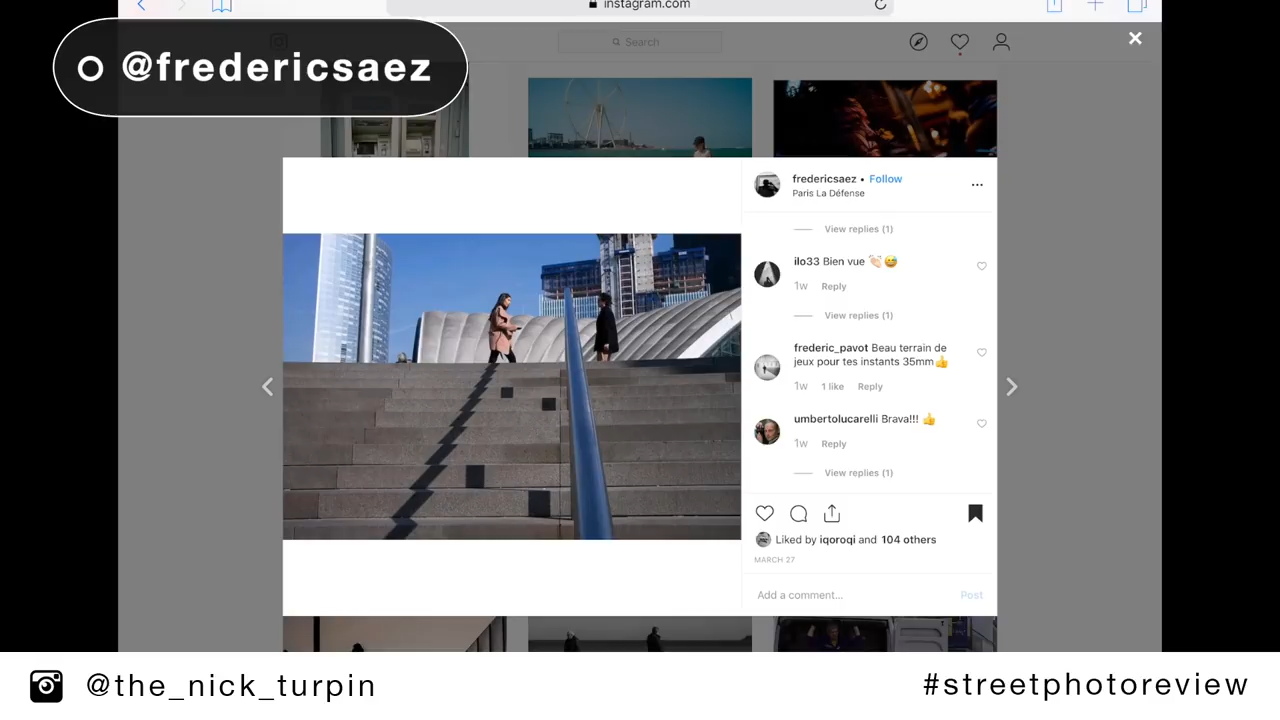 instagram.com
Search
@fredericsaez
fredericsaez • Follow
Paris La Défense
View replies (1)
ilo33 Bien vue 👏🏻😅
1w Reply
View replies (1)
frederic_pavot Beau terrain de
jeux pour tes instants 35mm👍
1w 1 like Reply
umbertolucarelli Brava!!! 👍
1w Reply
View replies (1)
Liked by iqoroqi and 104 others
MARCH 27
Add a comment... Post
@the_nick_turpin
#streetphotoreview